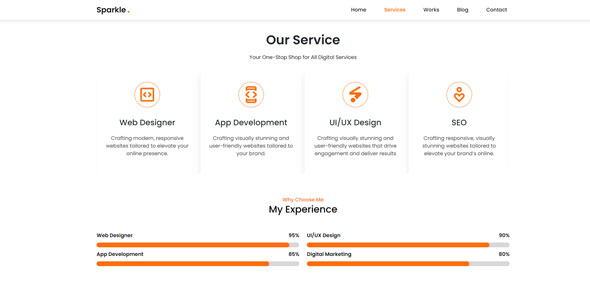 Sparkle .
Home Services Works Blog Contact
Our Service
Your One-Stop Shop for All Digital Services
Web Designer
Crafting modern, responsive
websites tailored to elevate your
online presence.
App Development
Crafting visually stunning and
user-friendly websites tailored to
your brand.
UI/UX Design
Crafting visually stunning and
user-friendly websites that drive
engagement and deliver results
SEO
Crafting responsive, visually
stunning websites tailored to
elevate your brand's online.
Why Choose Me
My Experience
Web Designer 95%
UI/UX Design 90%
App Development 85%
Digital Marketing 80%